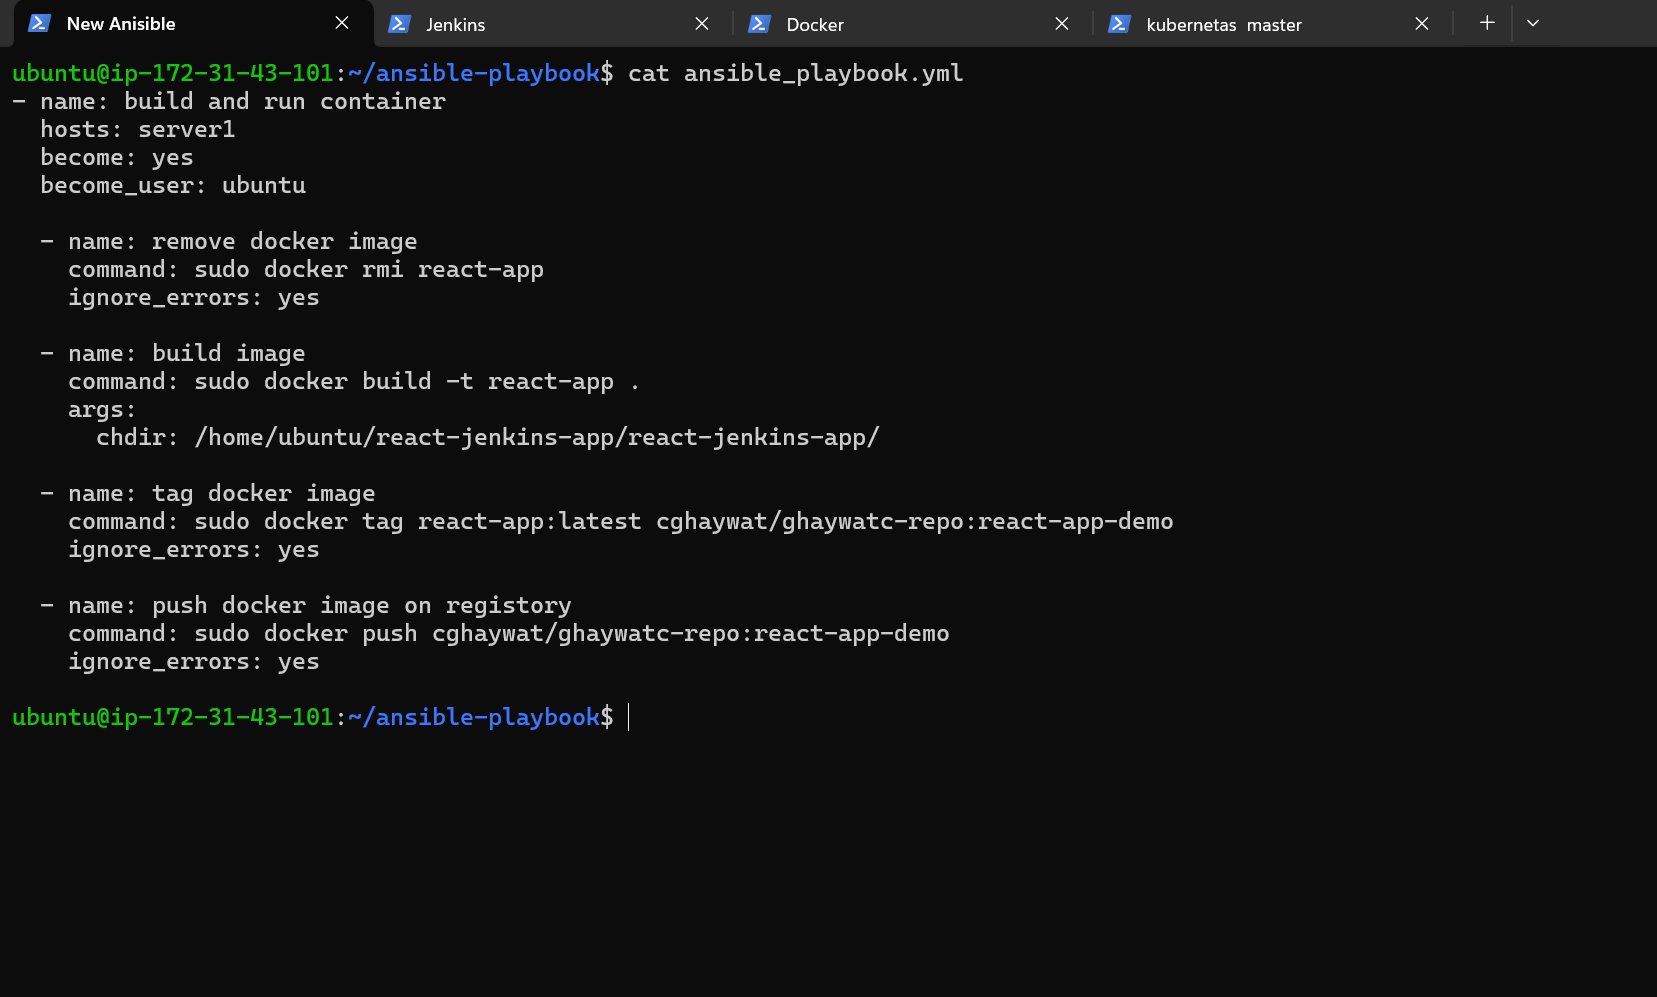 New Anisible
Jenkins
Docker
kubernetas master
ubuntu@ip-172-31-43-101:~/ansible-playbook$ cat ansible_playbook.yml
- name: build and run container
  hosts: server1
  become: yes
  become_user: ubuntu

  - name: remove docker image
    command: sudo docker rmi react-app
    ignore_errors: yes

  - name: build image
    command: sudo docker build -t react-app .
    args:
      chdir: /home/ubuntu/react-jenkins-app/react-jenkins-app/

  - name: tag docker image
    command: sudo docker tag react-app:latest cghaywat/ghaywatc-repo:react-app-demo
    ignore_errors: yes

  - name: push docker image on registory
    command: sudo docker push cghaywat/ghaywatc-repo:react-app-demo
    ignore_errors: yes

ubuntu@ip-172-31-43-101:~/ansible-playbook$